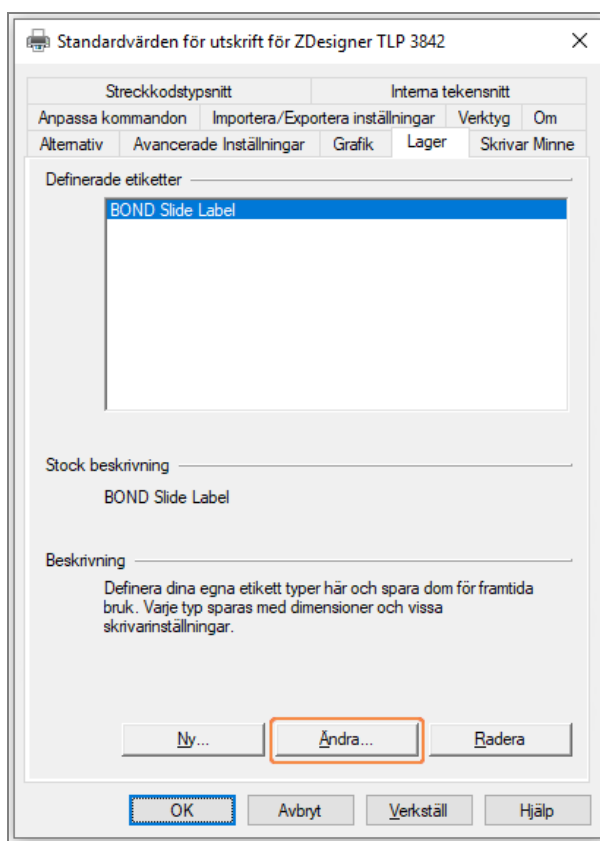 Standardvärden för utskrift för ZDesigner TLP 3842
Streckkodstypsnitt Interna tekensnitt
Anpassa kommandon Importera/Exportera inställningar Verktyg Om
Alternativ Avancerade Inställningar Grafik Lager Skrivar Minne
Definerade etiketter
BOND Slide Label
Stock beskrivning
BOND Slide Label
Beskrivning
Definera dina egna etikett typer här och spara dom för framtida
bruk. Varje typ sparas med dimensioner och vissa
skrivarinställningar.
Ny... Ändra... Radera
OK Avbryt Verkställ Hjälp